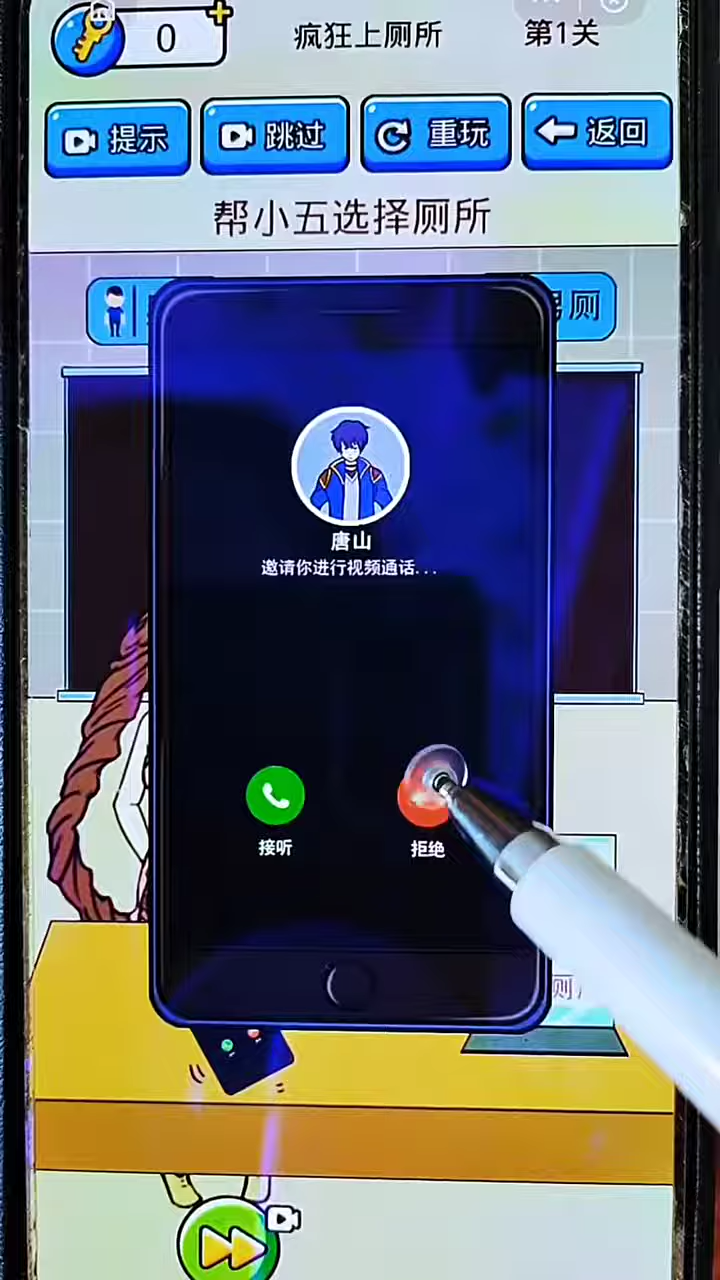 0
疯狂上厕所
第1关
提示
跳过
重玩
返回
帮小五选择厕所
男厕
唐山
邀请你进行视频通话...
接听
拒绝
厕